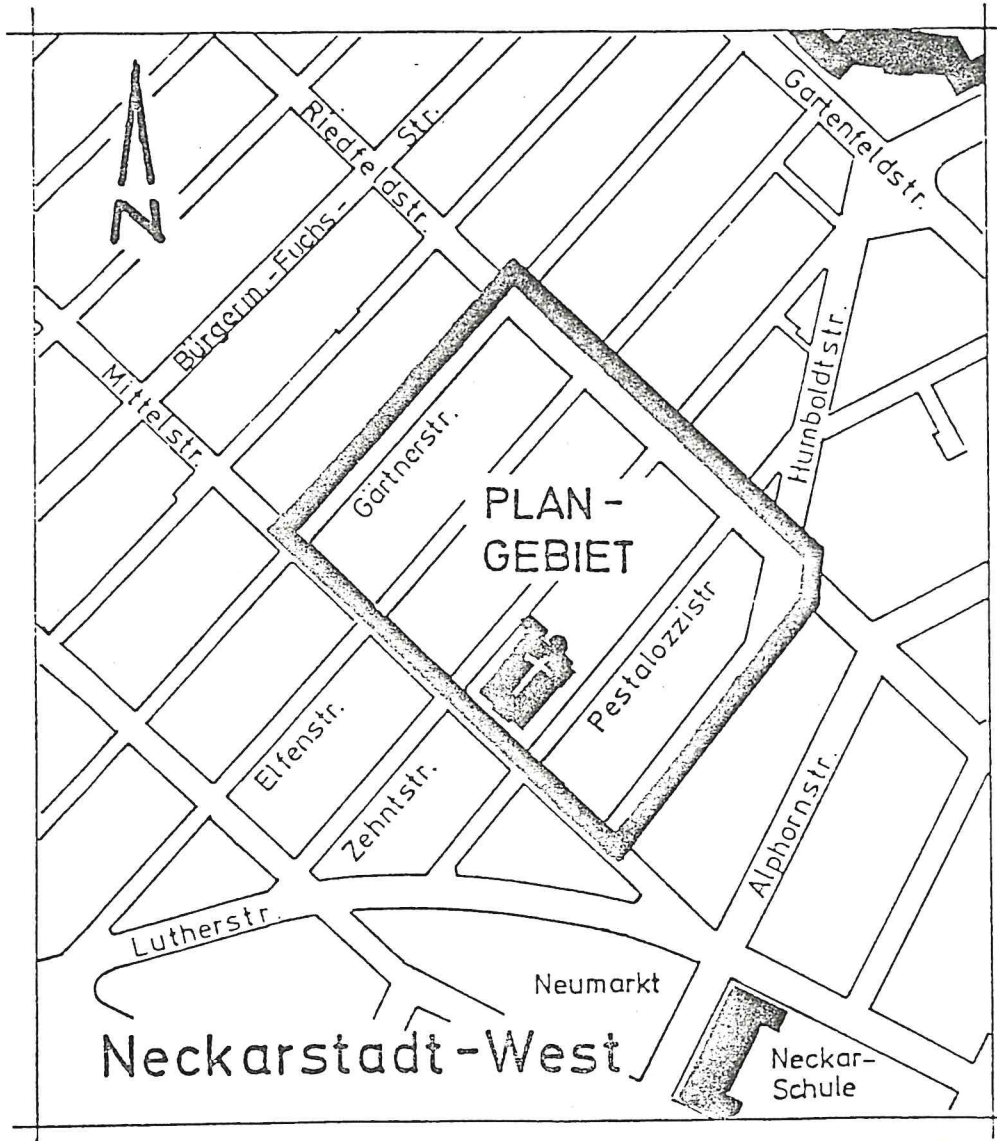 Gartenfeldstr.
Riedfeldstr.
Bürgerm.-Fuchs-Str.
N
Mittelstr.
Humboldtstr.
Gärtnerstr.
PLAN-
GEBIET
Pestalozzistr
Elfenstr.
Zehntstr.
Alphornstr.
Lutherstr.
Neumarkt
Neckarstadt-West
Neckar-
Schule